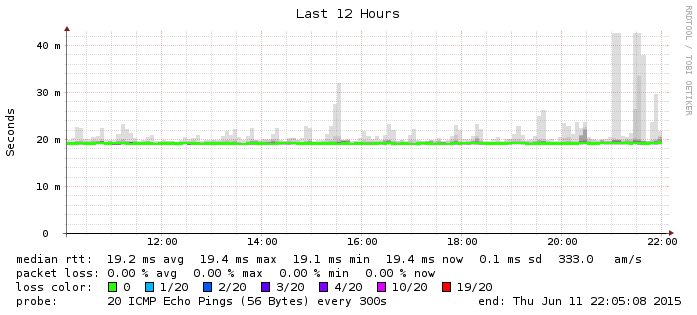 Last 12 Hours
RRDTOOL / TOBI OETIKER
Seconds
40 m
30 m
20 m
10 m
0
12:00 14:00 16:00 18:00 20:00 22:00
median rtt: 19.2 ms avg 19.4 ms max 19.1 ms min 19.4 ms now 0.1 ms sd 333.0 am/s
packet loss: 0.00 % avg 0.00 % max 0.00 % min 0.00 % now
loss color: 0 1/20 2/20 3/20 4/20 10/20 19/20
probe: 20 ICMP Echo Pings (56 Bytes) every 300s end: Thu Jun 11 22:05:08 2015